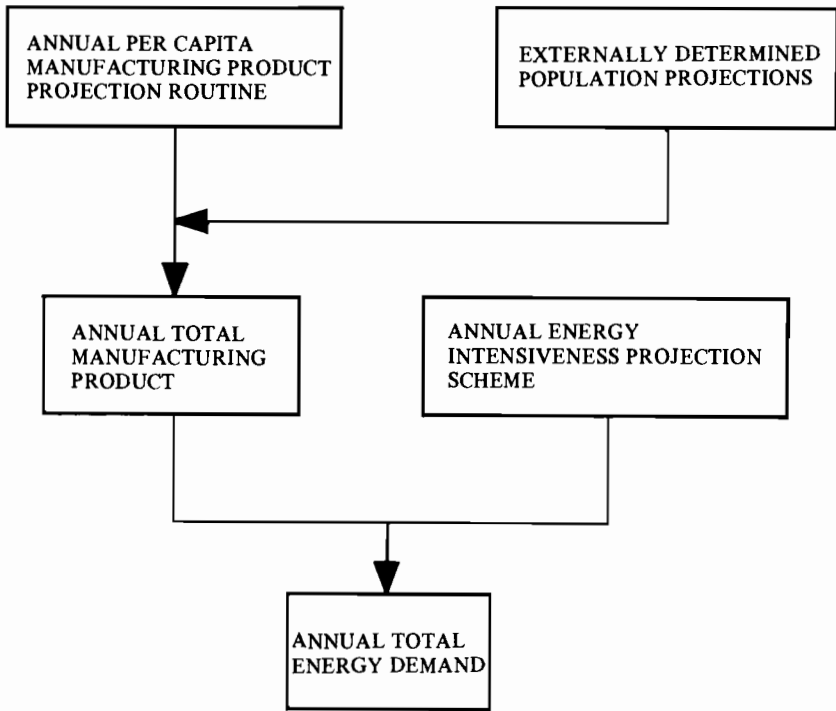 ANNUAL PER CAPITA
MANUFACTURING PRODUCT
PROJECTION ROUTINE
EXTERNALLY DETERMINED
POPULATION PROJECTIONS
ANNUAL TOTAL
MANUFACTURING
PRODUCT
ANNUAL ENERGY
INTENSIVENESS PROJECTION
SCHEME
ANNUAL TOTAL
ENERGY DEMAND